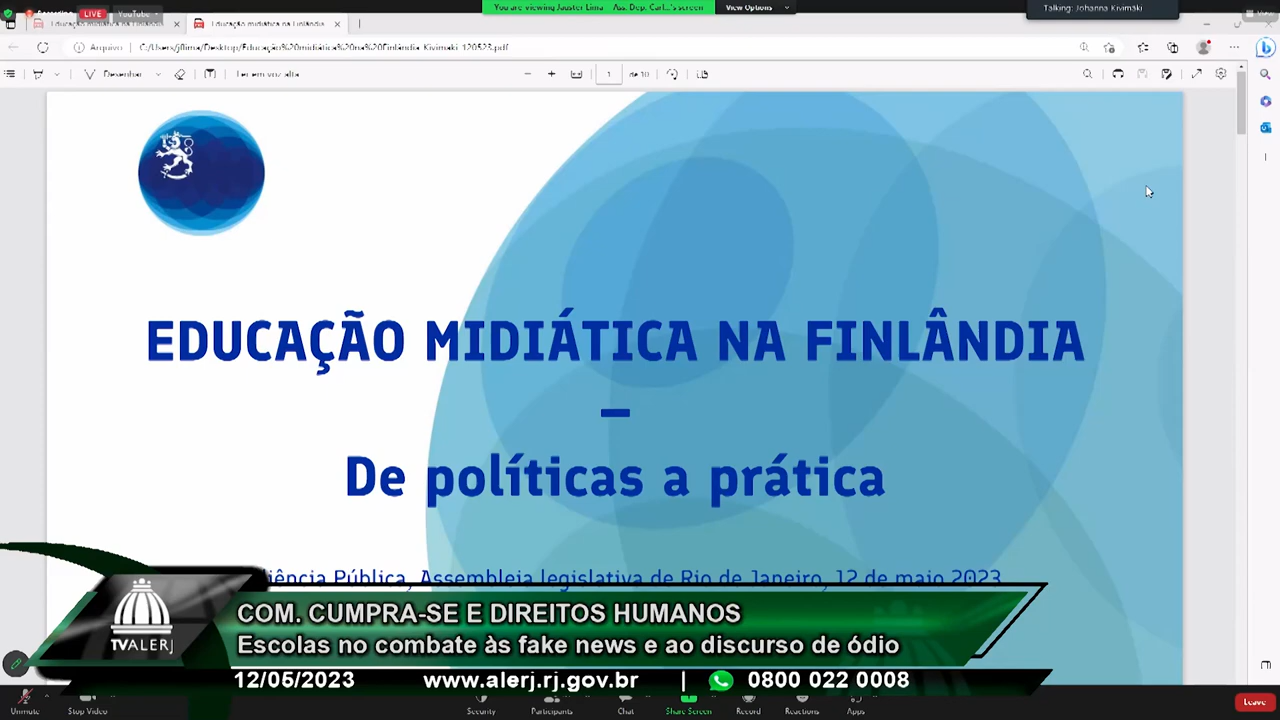 LIVE
YouTube
You are viewing Jauster Lima - Ass. Dep. Carl...'s screen
View Options
Talking: Johanna Kivimäki
Educação midiática na Finlândia
Arquivo
C:/Users/jflima/Desktop/Educação%20midiática%20na%20Finlândia_Kivimaki_120523.pdf
Desenhar
Ler em voz alta
1
de 10
EDUCAÇÃO MIDIÁTICA NA FINLÂNDIA
–
De políticas a prática
iência Pública, Assembleia legislativa de Rio de Janeiro, 12 de maio 2023
COM. CUMPRA-SE E DIREITOS HUMANOS
TVALERJ
Escolas no combate às fake news e ao discurso de ódio
12/05/2023 www.alerj.rj.gov.br | 0800 022 0008
Unmute
Stop Video
Security
Participants
Chat
Share Screen
Record
Reactions
Apps
Leave